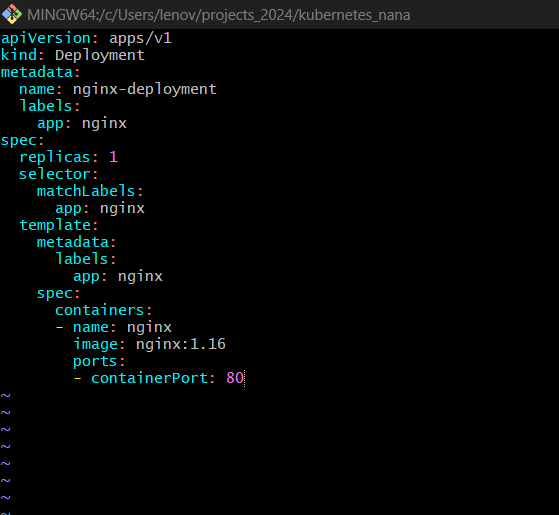 MINGW64:/c/Users/lenov/projects_2024/kubernetes_nana
apiVersion: apps/v1
kind: Deployment
metadata:
  name: nginx-deployment
  labels:
    app: nginx
spec:
  replicas: 1
  selector:
    matchLabels:
      app: nginx
  template:
    metadata:
      labels:
        app: nginx
    spec:
      containers:
      - name: nginx
        image: nginx:1.16
        ports:
        - containerPort: 80
~
~
~
~
~
~
~
~